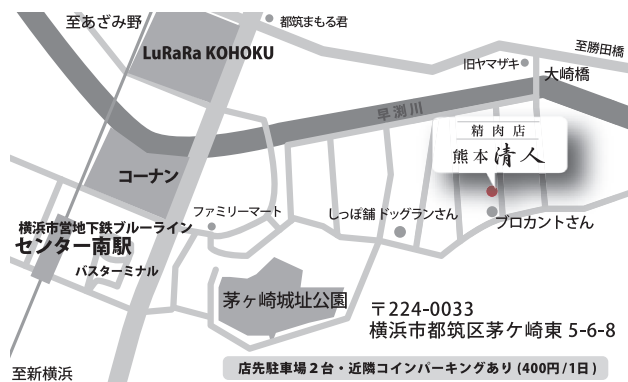 至あざみ野
都筑まもる君
LuRaRa KOHOKU
至勝田橋
旧ヤマザキ
大崎橋
早渕川
精肉店
熊本清人
コーナン
ファミリーマート
しっぽ舗 ドッグランさん
ブロカントさん
横浜市営地下鉄ブルーライン
センター南駅
バスターミナル
茅ヶ崎城址公園
〒224-0033
横浜市都筑区茅ケ崎東 5-6-8
至新横浜
店先駐車場２台・近隣コインパーキングあり (400円/1日)